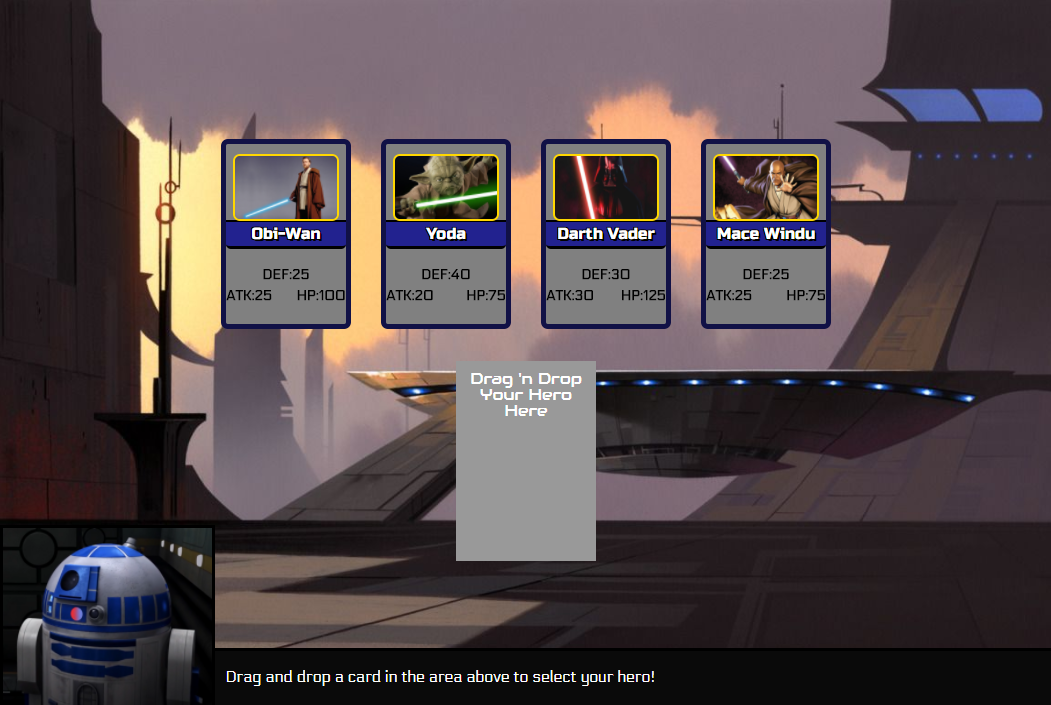 Obi-Wan
DEF:25
ATK:25 HP:100
Yoda
DEF:40
ATK:20 HP:75
Darth Vader
DEF:30
ATK:30 HP:125
Mace Windu
DEF:25
ATK:25 HP:75
Drag 'n Drop
Your Hero
Here
Drag and drop a card in the area above to select your hero!